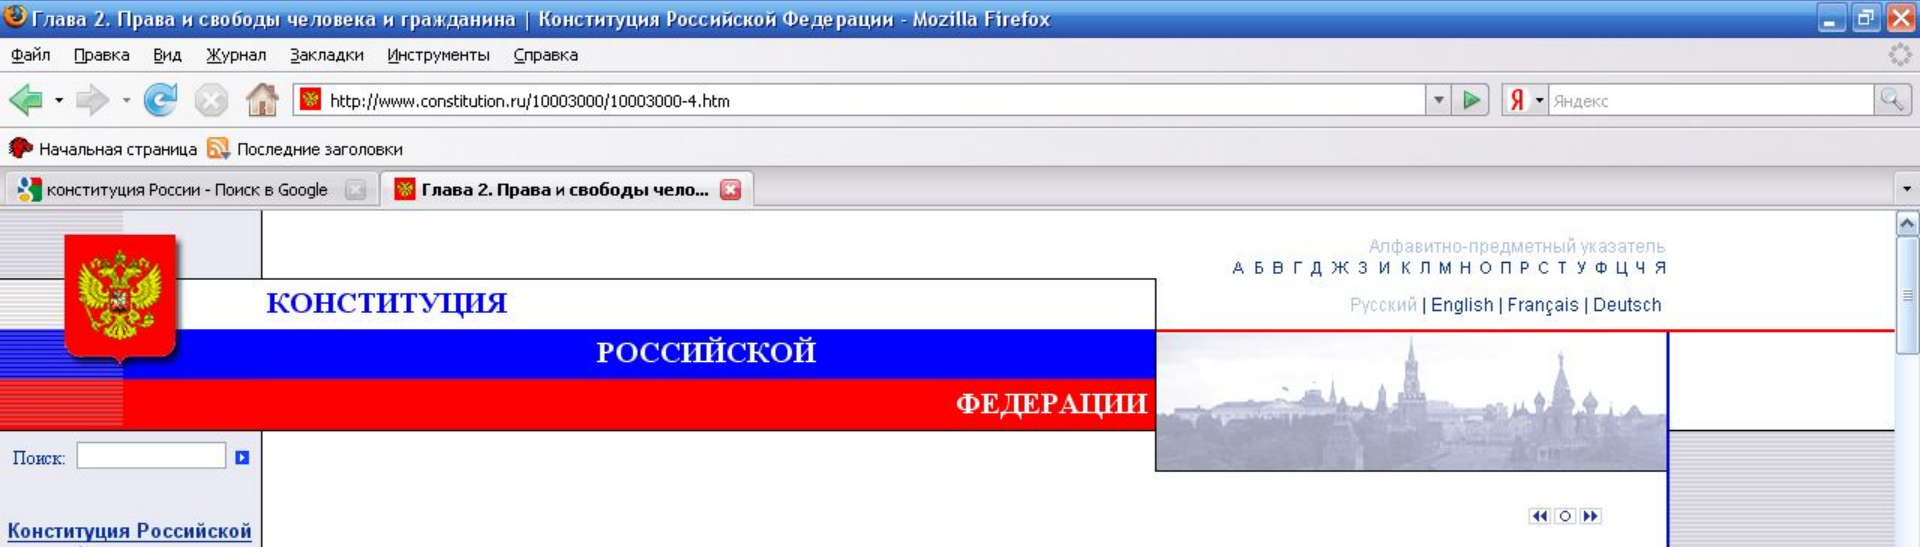 Глава 2. Права и свободы человека и гражданина | Конституция Российской Федерации - Mozilla Firefox
Файл Правка Вид Журнал Закладки Инструменты Справка
http://www.constitution.ru/10003000/10003000-4.htm Я Яндекс
Начальная страница Последние заголовки
конституция России - Поиск в Google Глава 2. Права и свободы чело...
Алфавитно-предметный указатель
А Б В Г Д Ж З И К Л М Н О П Р С Т У Ф Ц Ч Я
Русский | English | Français | Deutsch
КОНСТИТУЦИЯ
РОССИЙСКОЙ
ФЕДЕРАЦИИ
Поиск:
Конституция Российской